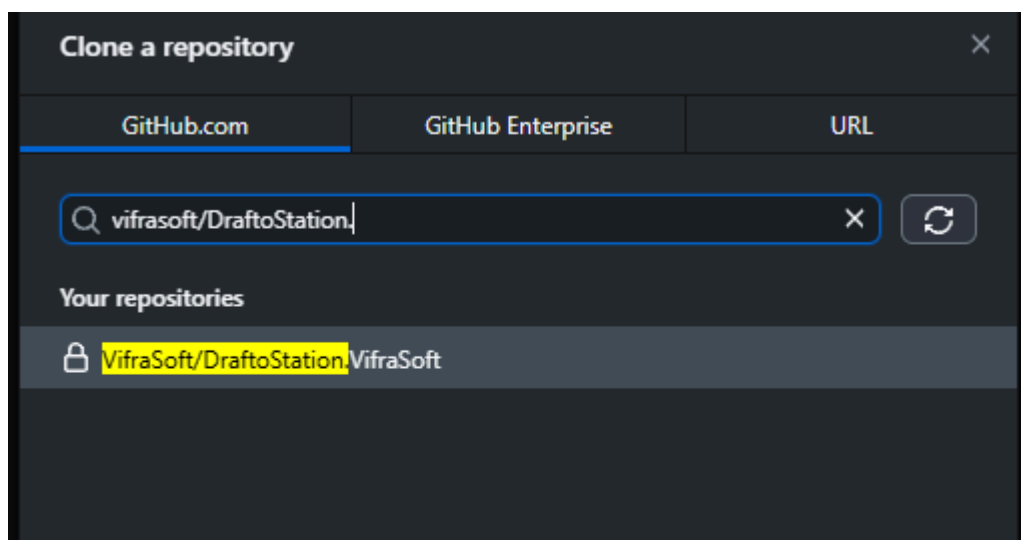 Clone a repository
GitHub.com GitHub Enterprise URL
vifrasoft/DraftoStation.
Your repositories
VifraSoft/DraftoStation.VifraSoft